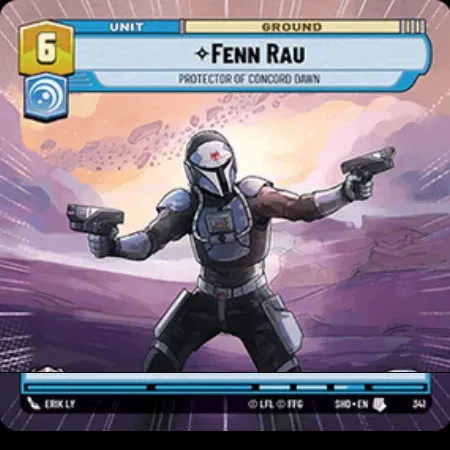 UNIT GROUND
6
FENN RAU
PROTECTOR OF CONCORD DAWN
ERIK LY © LFL © FFG SHD • EN 341